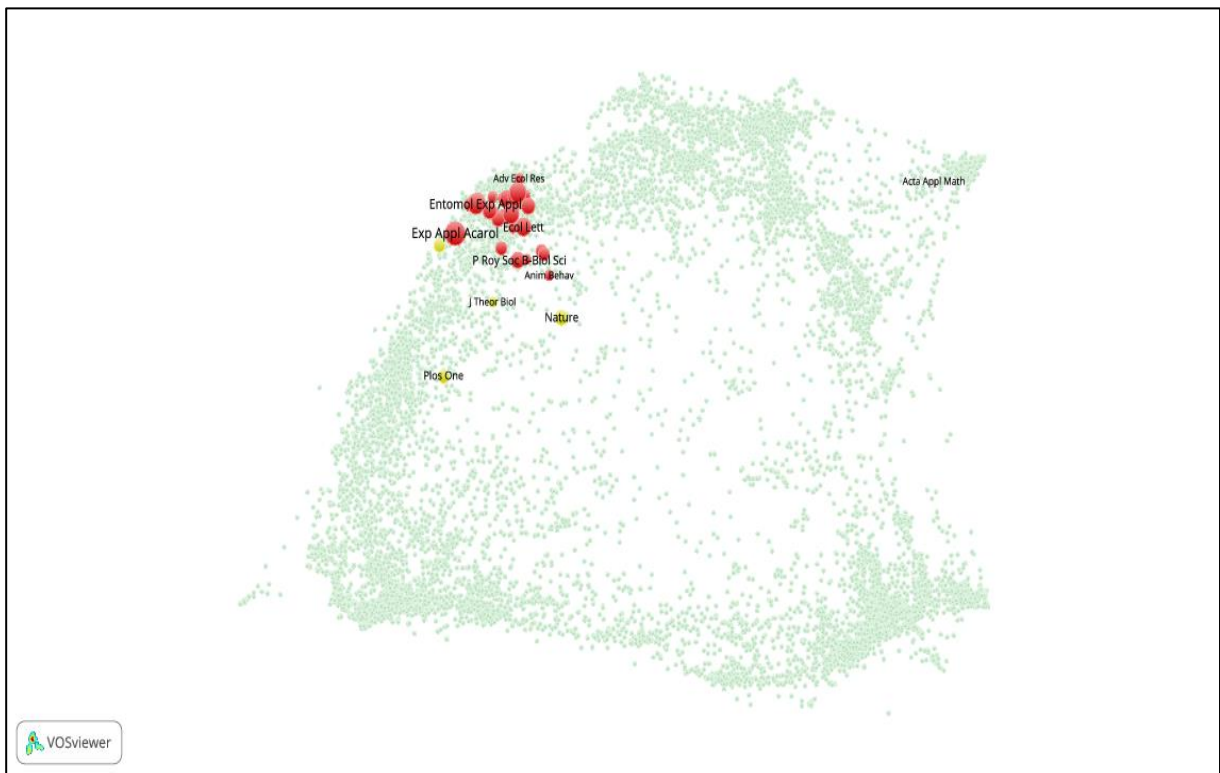 Adv Ecol Res
Acta Appl Math
Entomol Exp Appl
Ecol Lett
Exp Appl Acarol
P Roy Soc B-Biol Sci
Anim Behav
J Theor Biol
Nature
Plos One
VOSviewer